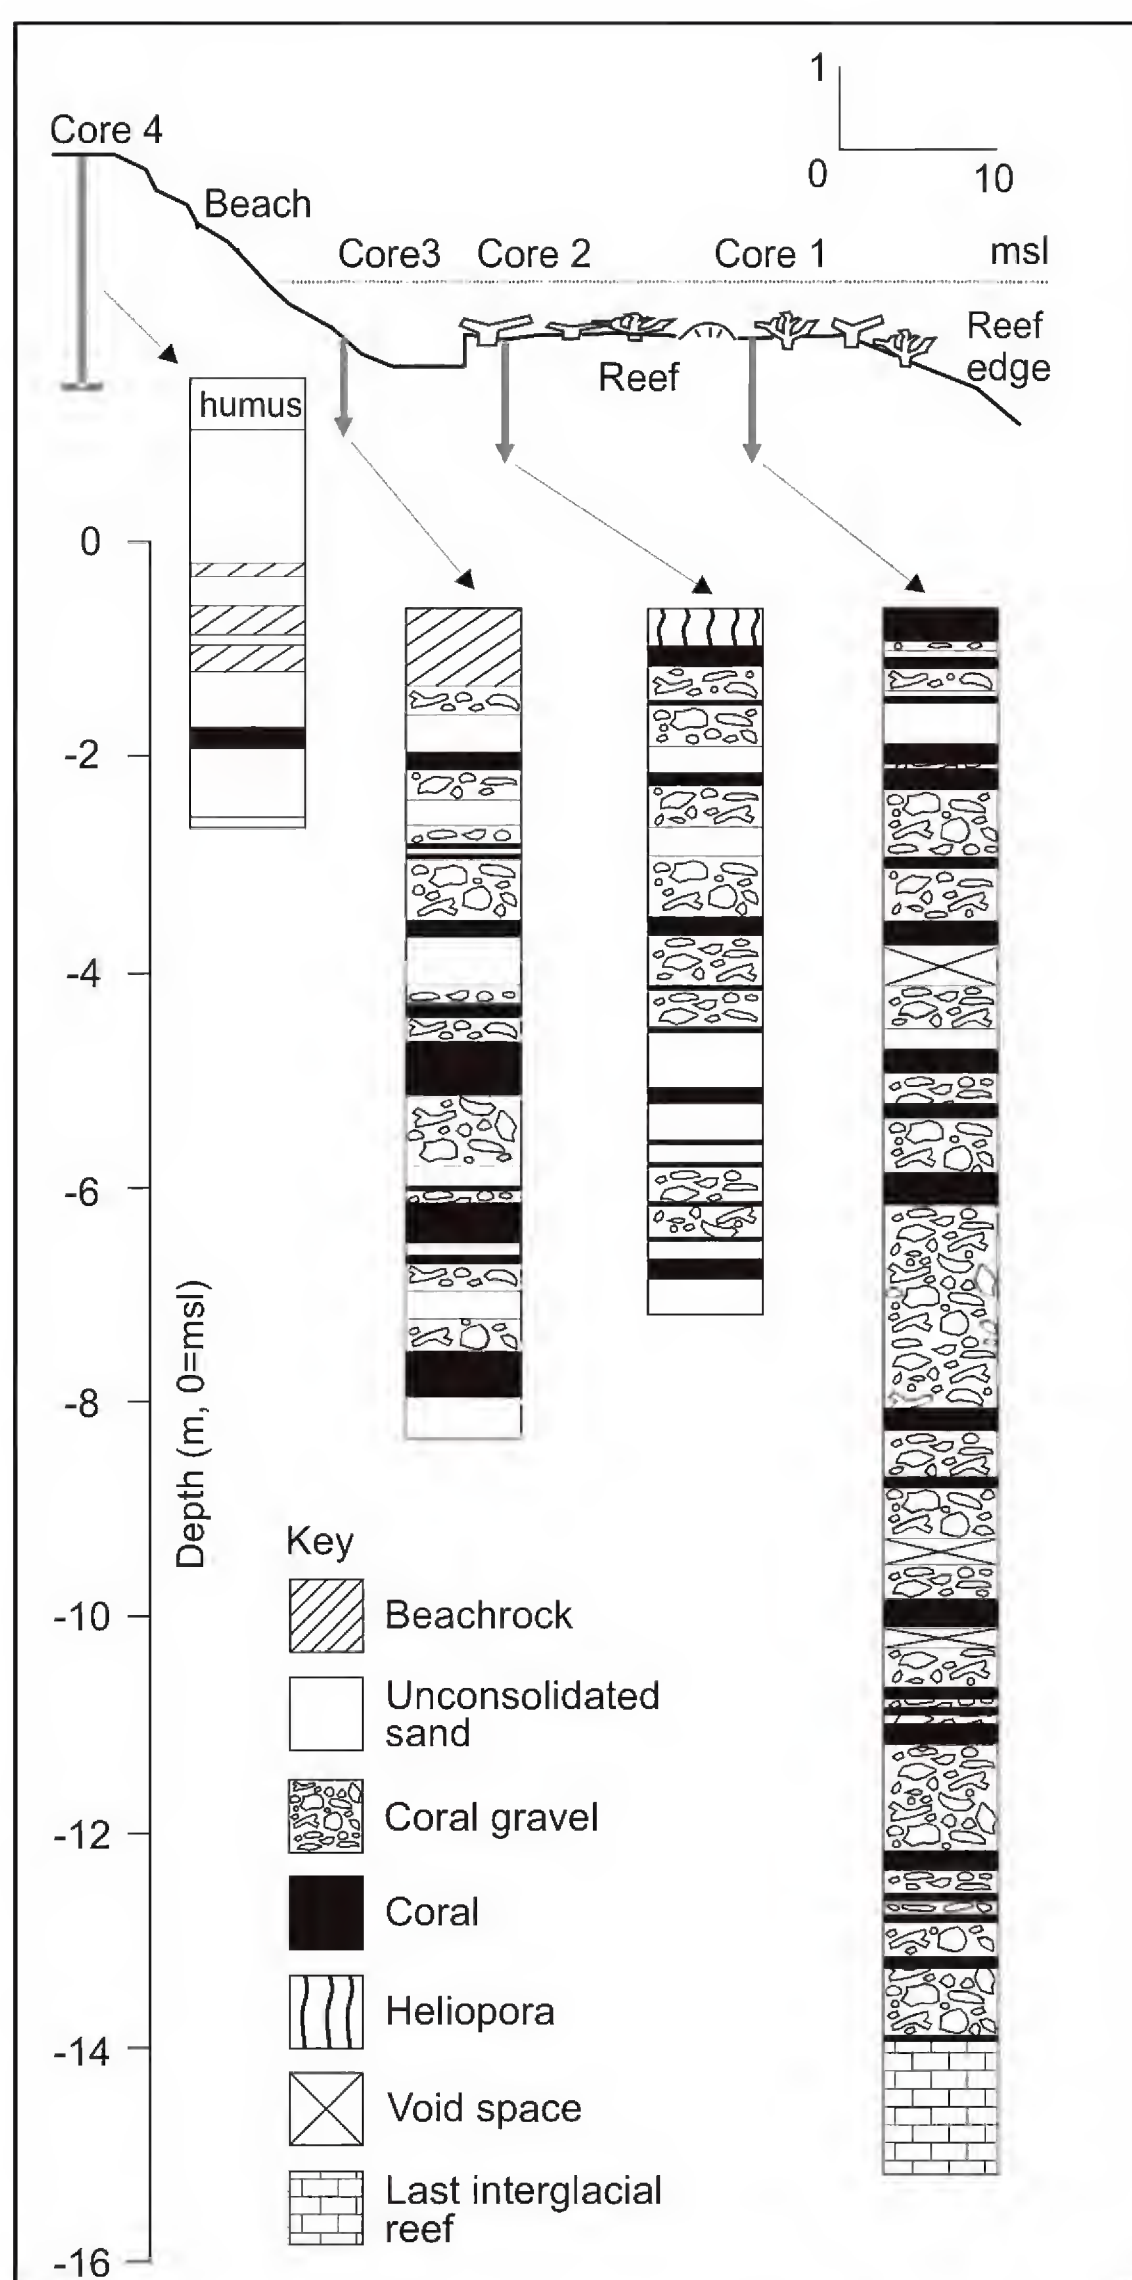 1
0
10
Core 4
Beach
Core3
Core 2
Core 1
msl
Reef
Reef
edge
humus
0
-2
-4
-6
-8
-10
-12
-14
-16
Depth (m, 0=msl)
Key
Beachrock
Unconsolidated
sand
Coral gravel
Coral
Heliopora
Void space
Last interglacial
reef